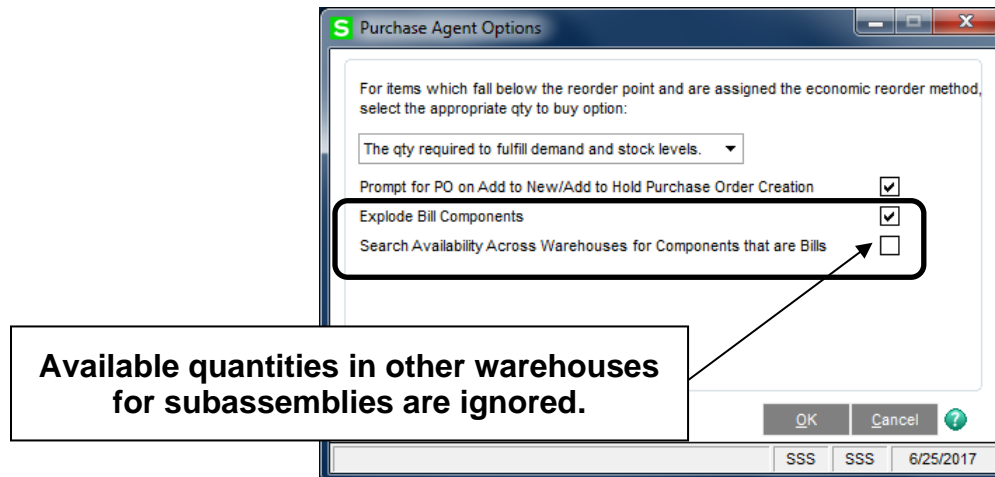 S Purchase Agent Options
For items which fall below the reorder point and are assigned the economic reorder method,
select the appropriate qty to buy option:
The qty required to fulfill demand and stock levels.
Prompt for PO on Add to New/Add to Hold Purchase Order Creation
Explode Bill Components
Search Availability Across Warehouses for Components that are Bills
Available quantities in other warehouses
for subassemblies are ignored.
OK Cancel ?
SSS SSS 6/25/2017